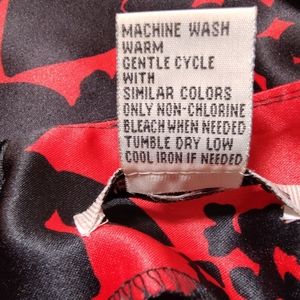 MACHINE WASH
WARM
GENTLE CYCLE
WITH
SIMILAR COLORS
ONLY NON-CHLORINE
BLEACH WHEN NEEDED
TUMBLE DRY LOW
COOL IRON IF NEEDED